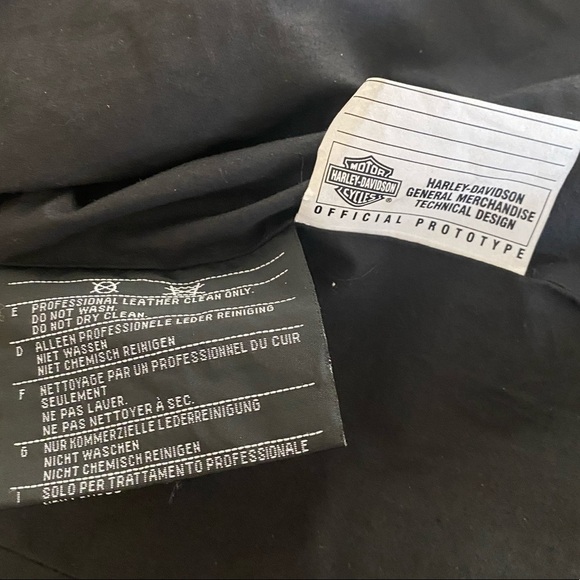 MOTOR
HARLEY-DAVIDSON
CYCLES
®
HARLEY-DAVIDSON
GENERAL MERCHANDISE
TECHNICAL DESIGN
OFFICIAL PROTOTYPE
E PROFESSIONAL LEATHER CLEAN ONLY.
DO NOT WASH.
DO NOT DRY CLEAN.
D ALLEEN PROFESSIONELE LEDER REINIGING
NIET WASSEN
NIET CHEMISCH REINIGEN
F NETTOYAGE PAR UN PROFESSIONNEL DU CUIR
SEULEMENT
NE PAS LAVER.
NE PAS NETTOYER À SEC.
G NUR KOMMERZIELLE LEDERREINIGUNG
NICHT WASCHEN
NICHT CHEMISCH REINIGEN
I SOLO PER TRATTAMENTO PROFESSIONALE